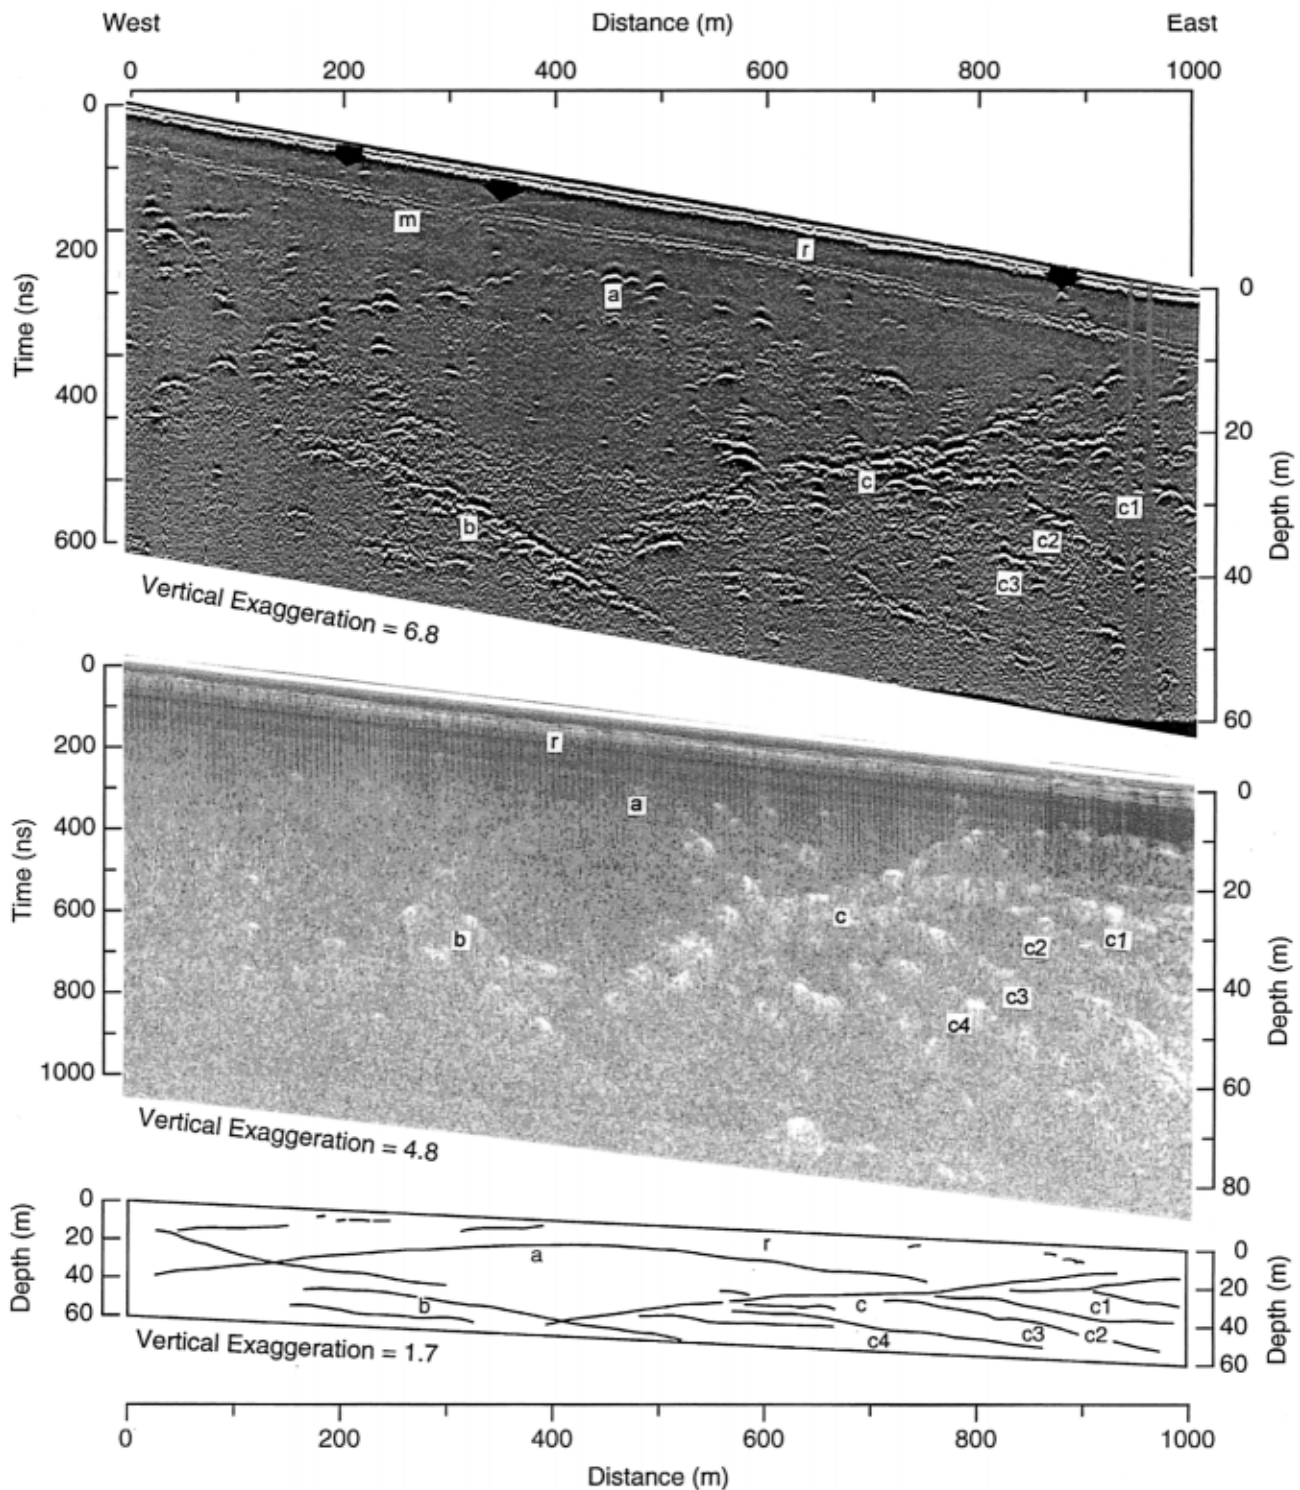 West Distance (m) East
0 200 400 600 800 1000
0
200
400
600
Time (ns)
m
r
a
b
c
c1
c2
c3
0
20
40
60
Depth (m)
Vertical Exaggeration = 6.8
0
200
400
600
800
1000
Time (ns)
r
a
b
c
c1
c2
c3
c4
0
20
40
60
80
Depth (m)
Vertical Exaggeration = 4.8
0
20
40
60
Depth (m)
r
a
b
c
c1
c2
c3
c4
0
20
40
60
Depth (m)
Vertical Exaggeration = 1.7
0 200 400 600 800 1000
Distance (m)